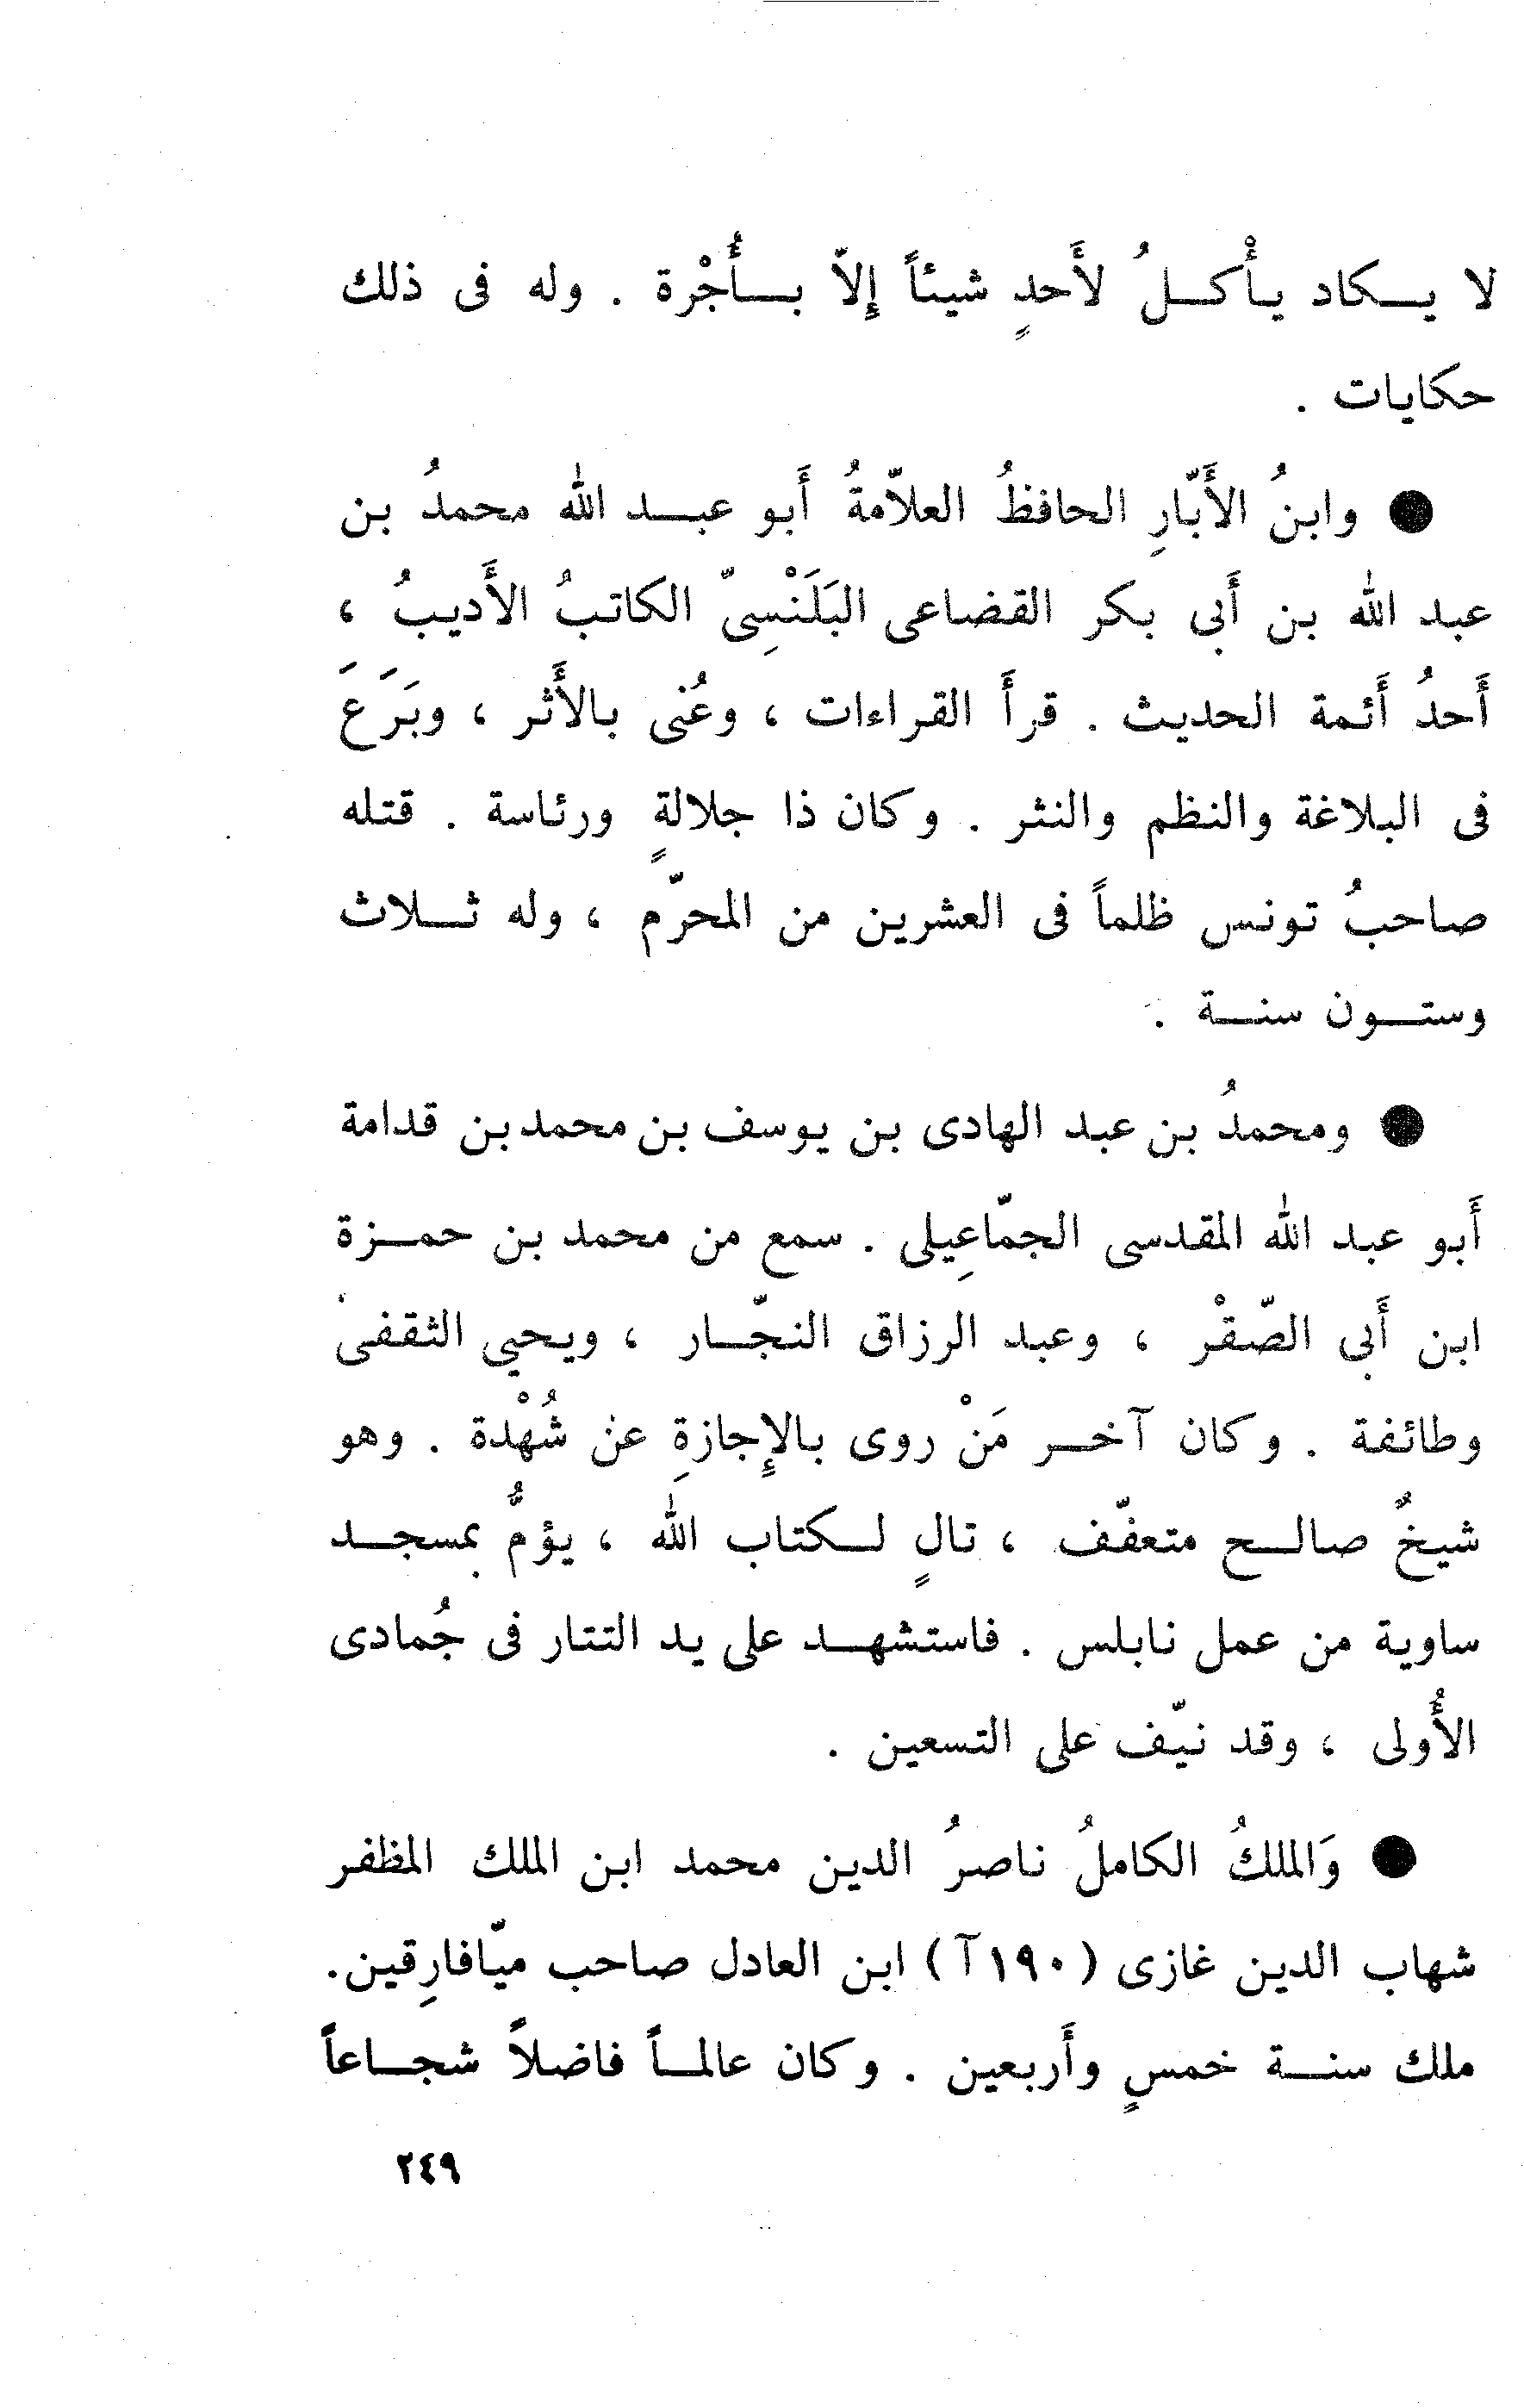 لا يكاد يأْكلُ لأَحدٍ شيئاً إِلاّ بأُجْرة . وله فى ذلك
حكايات .
● وابنُ الأَبّارِ الحافظُ العلاّمةُ أَبو عبد الله محمدُ بن
عبد الله بن أَبى بكر القضاعى البَلَنْسِىّ الكاتبُ الأَديبُ ،
أَحدُ أَئمة الحديث . قرأَ القراءات ، وعُنى بالأَثر ، وبَرَعَ
فى البلاغة والنظم والنثر . وكان ذا جلالةٍ ورئاسة . قتله
صاحبُ تونس ظلماً فى العشرين من المحرّم ، وله ثلاث
وستون سنة .
● ومحمدُ بن عبد الهادى بن يوسف بن محمد بن قدامة
أَبو عبد الله المقدسى الجمّاعِيلى . سمع من محمد بن حمزة
ابن أَبى الصّقْر ، وعبد الرزاق النجّار ، ويحيى الثقفى
وطائفة . وكان آخر مَنْ روى بالإِجازةِ عن شُهْدة . وهو
شيخٌ صالح متعفّف ، تالٍ لكتاب الله ، يؤمُّ بمسجد
ساوية من عمل نابلس . فاستشهد على يد التتار فى جُمادى
الأُولى ، وقد نيّف على التسعين .
● وَالملكُ الكاملُ ناصرُ الدين محمد ابن الملك المظفر
شهاب الدين غازى (١٩٠آ) ابن العادل صاحب ميّافارِقين.
ملك سنة خمسٍ وأَربعين . وكان عالماً فاضلاً شجاعاً
٢٤٩